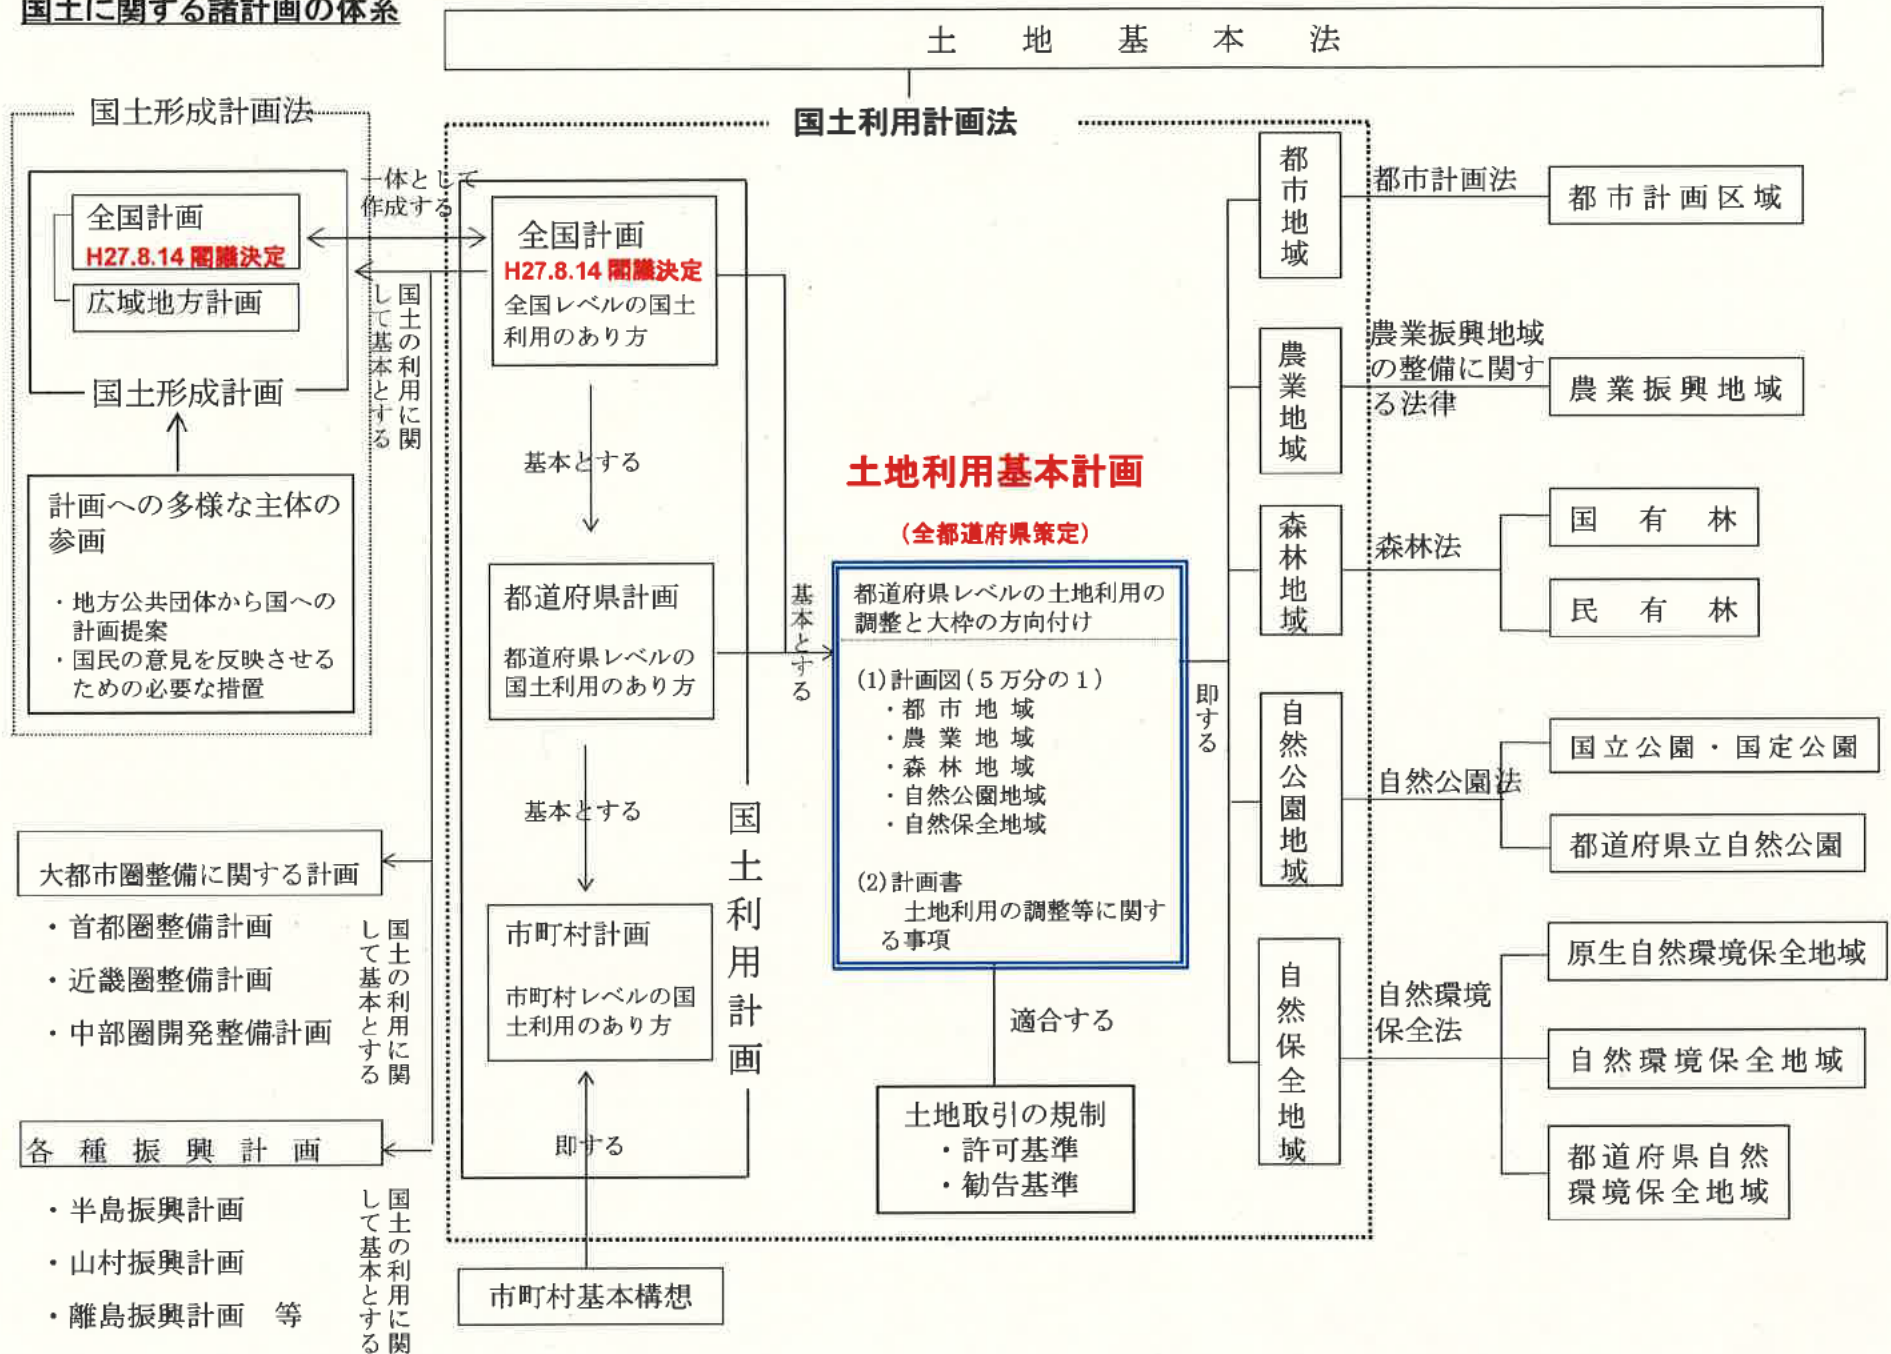 国土に関する諸計画の体系
土地基本法
国土形成計画法
全国計画
H27.8.14 閣議決定
広域地方計画
国土形成計画
計画への多様な主体の
参画
・地方公共団体から国への
計画提案
・国民の意見を反映させる
ための必要な措置
一体として
作成する
国土の利用に関
して基本とする
大都市圏整備に関する計画
・首都圏整備計画
・近畿圏整備計画
・中部圏開発整備計画
国土の利用に関
して基本とする
各種振興計画
・半島振興計画
・山村振興計画
・離島振興計画 等
国土の利用に関
して基本とする
国土利用計画法
全国計画
H27.8.14 閣議決定
全国レベルの国土
利用のあり方
基本とする
都道府県計画
都道府県レベルの
国土利用のあり方
基本とする
市町村計画
市町村レベルの国
土利用のあり方
即する
市町村基本構想
国土利用計画
基本とする
土地利用基本計画
(全都道府県策定)
都道府県レベルの土地利用の
調整と大枠の方向付け
(1)計画図(5万分の1)
・都市地域
・農業地域
・森林地域
・自然公園地域
・自然保全地域
(2)計画書
土地利用の調整等に関す
る事項
適合する
土地取引の規制
・許可基準
・勧告基準
即する
都市地域
都市計画法
都市計画区域
農業地域
農業振興地域
の整備に関す
る法律
農業振興地域
森林地域
森林法
国有林
民有林
自然公園地域
自然公園法
国立公園・国定公園
都道府県立自然公園
自然保全地域
自然環境
保全法
原生自然環境保全地域
自然環境保全地域
都道府県自然
環境保全地域